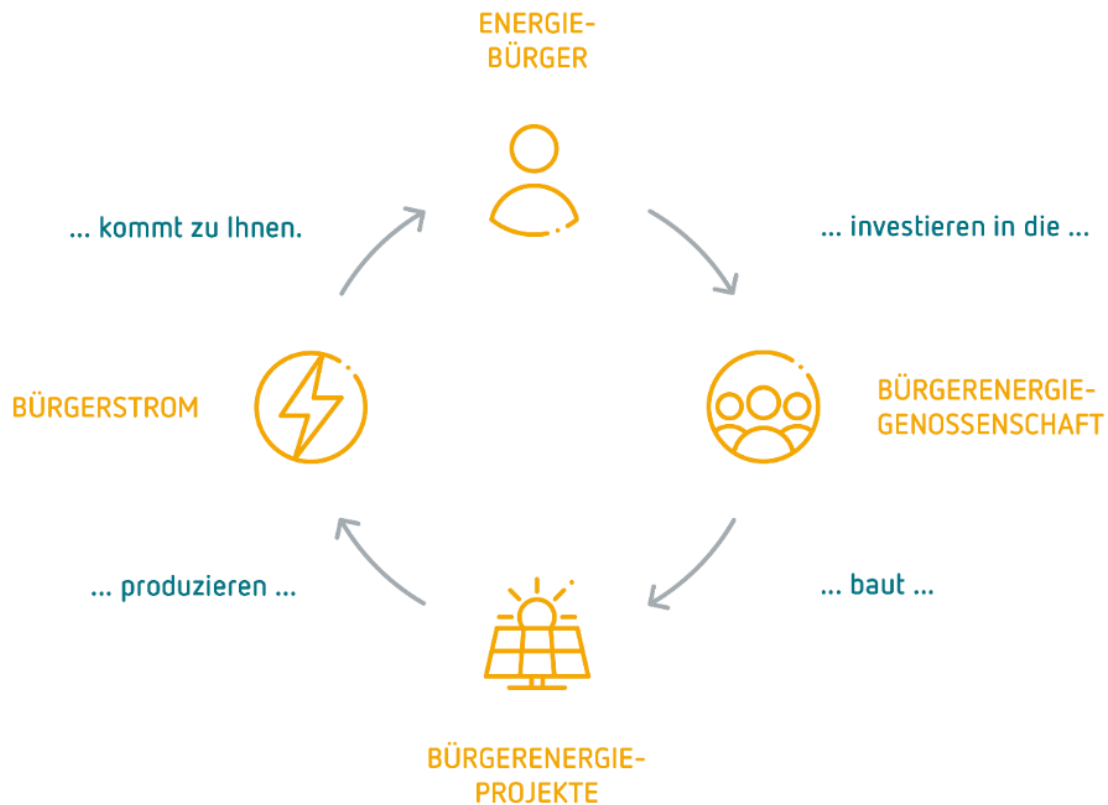 ENERGIE-
BÜRGER
... investieren in die ...
BÜRGERENERGIE-
GENOSSENSCHAFT
... baut ...
BÜRGERENERGIE-
PROJEKTE
... produzieren ...
BÜRGERSTROM
... kommt zu Ihnen.